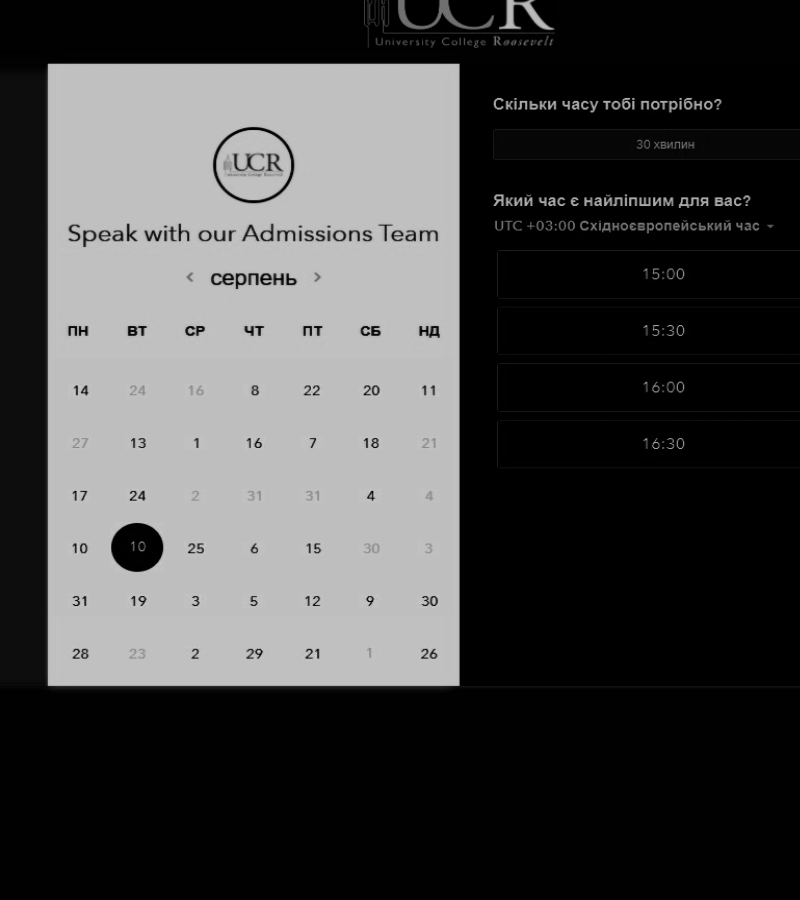 UCR
University College Roosevelt
UCR
Speak with our Admissions Team
< серпень >
ПН ВТ СР ЧТ ПТ СБ НД
14 24 16 8 22 20 11
27 13 1 16 7 18 21
17 24 2 31 31 4 4
10 10 25 6 15 30 3
31 19 3 5 12 9 30
28 23 2 29 21 1 26
Скільки часу тобі потрібно?
30 хвилин
Який час є найліпшим для вас?
UTC +03:00 Східноєвропейський час
15:00
15:30
16:00
16:30